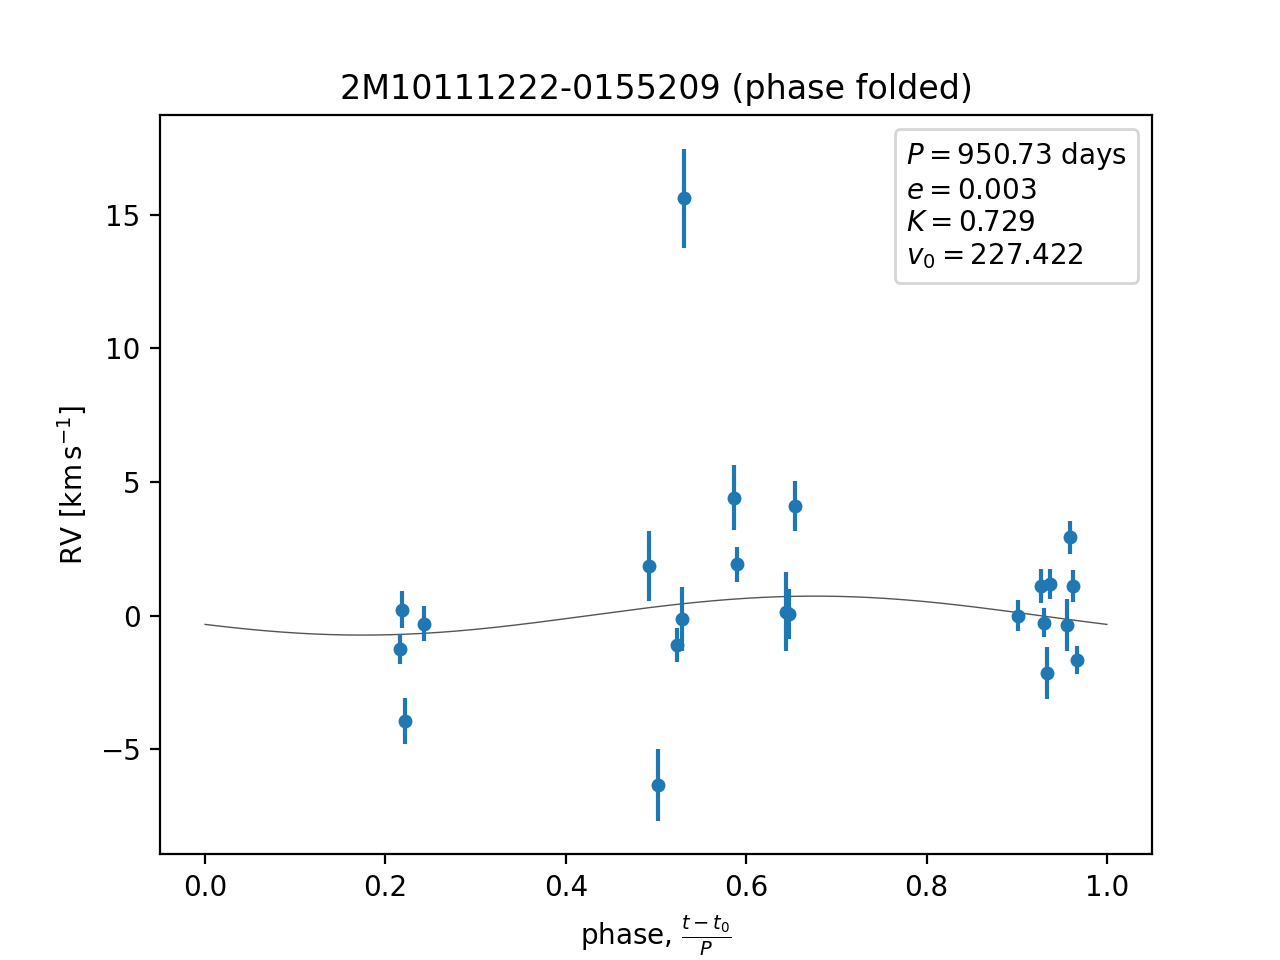 2M10111222-0155209 (phase folded)
P = 950.73 days
e = 0.003
K = 0.729
v₀ = 227.422
15
10
5
0
−5
RV [km s⁻¹]
0.0 0.2 0.4 0.6 0.8 1.0
phase, (t − t₀)/P